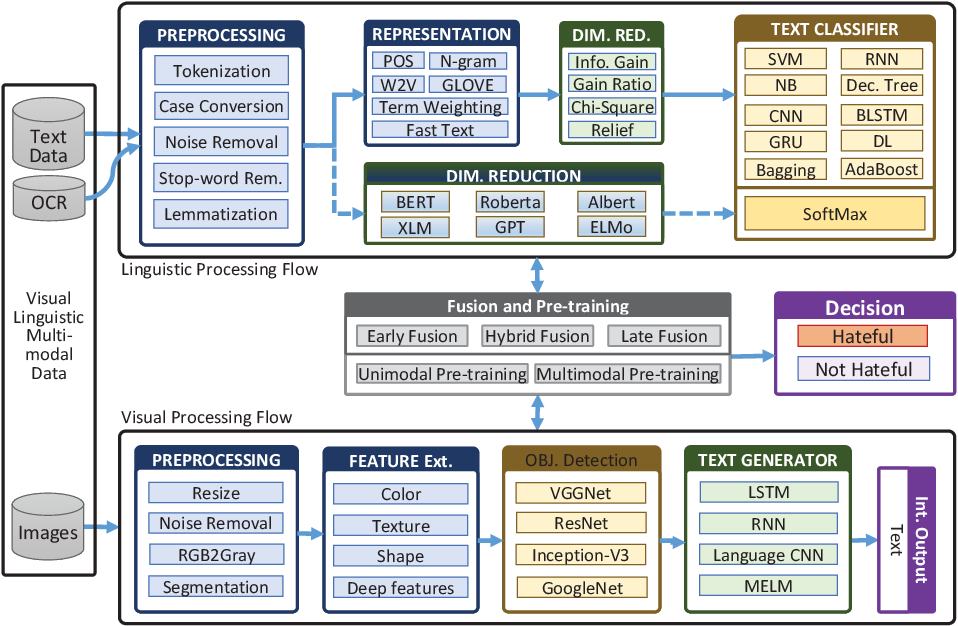 PREPROCESSING
Tokenization
Case Conversion
Noise Removal
Stop-word Rem.
Lemmatization
REPRESENTATION
POS
N-gram
W2V
GLOVE
Term Weighting
Fast Text
DIM. RED.
Info. Gain
Gain Ratio
Chi-Square
Relief
TEXT CLASSIFIER
SVM
RNN
NB
Dec. Tree
CNN
BLSTM
GRU
DL
Bagging
AdaBoost
SoftMax
DIM. REDUCTION
BERT
Roberta
Albert
XLM
GPT
ELMo
Linguistic Processing Flow
Text
Data
OCR
Visual
Linguistic
Multi-
modal
Data
Images
Fusion and Pre-training
Early Fusion
Hybrid Fusion
Late Fusion
Unimodal Pre-training
Multimodal Pre-training
Decision
Hateful
Not Hateful
Visual Processing Flow
PREPROCESSING
Resize
Noise Removal
RGB2Gray
Segmentation
FEATURE Ext.
Color
Texture
Shape
Deep features
OBJ. Detection
VGGNet
ResNet
Inception-V3
GoogleNet
TEXT GENERATOR
LSTM
RNN
Language CNN
MELM
Text
Int. Output